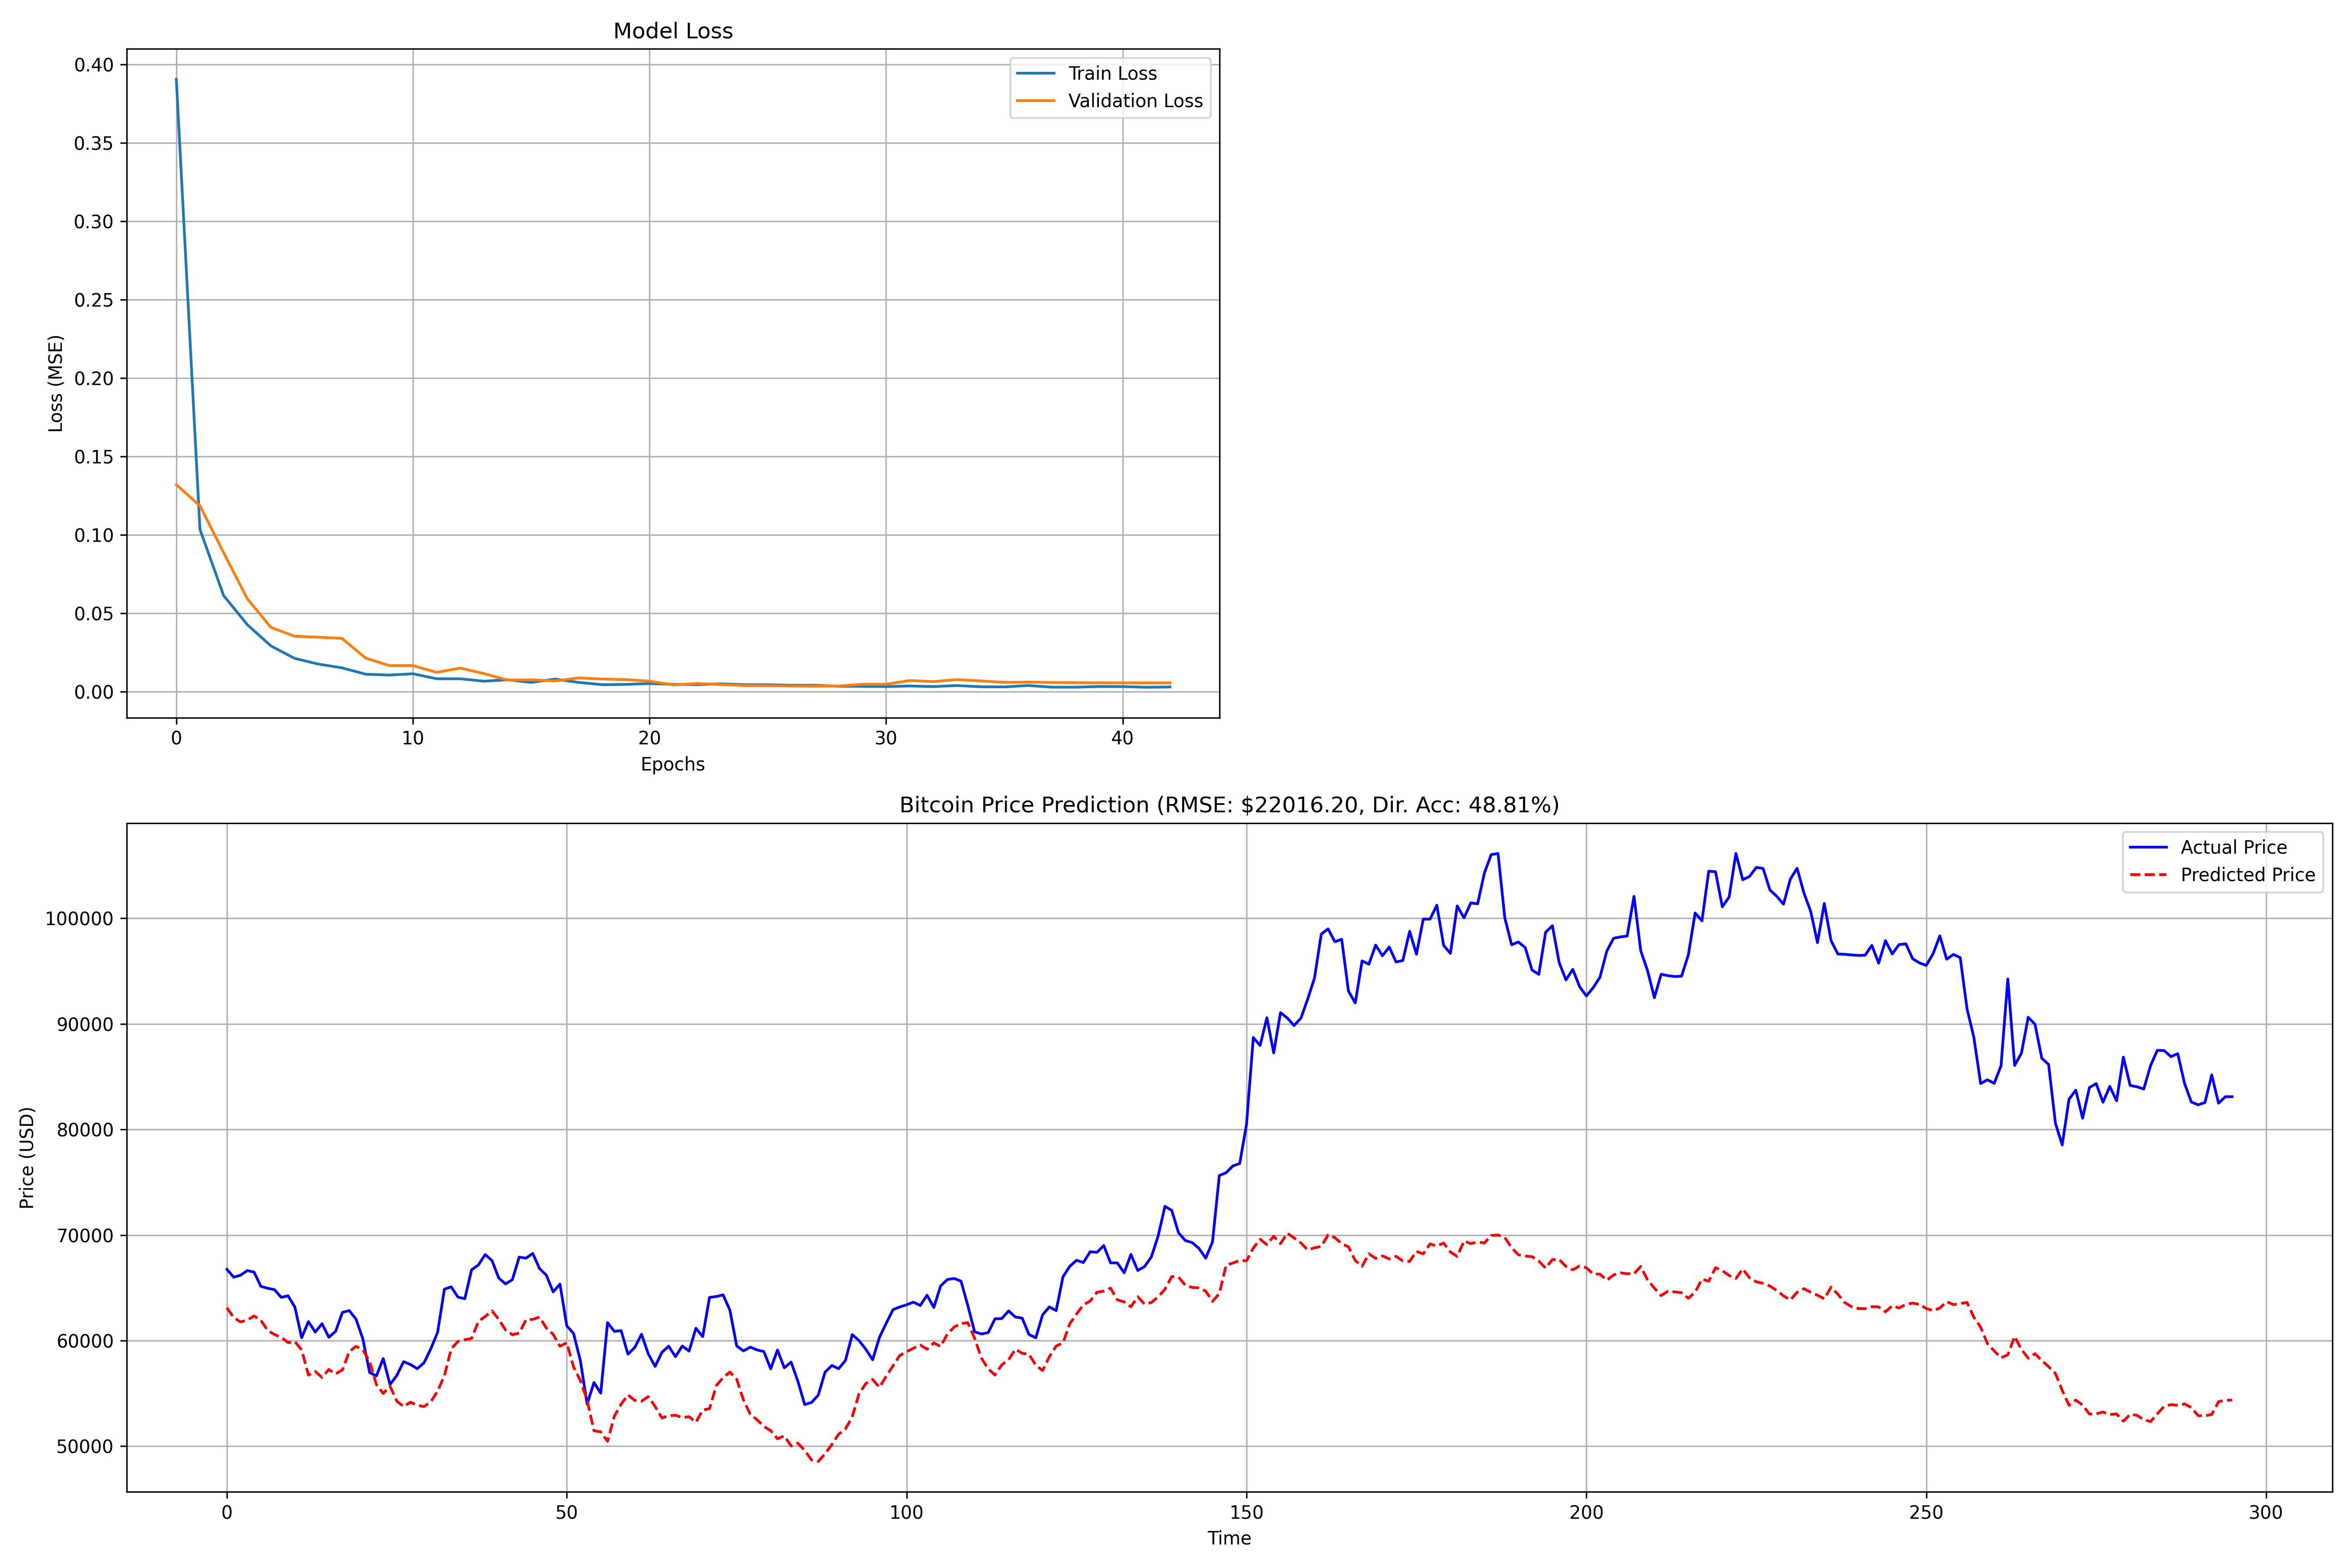 Model Loss
Train Loss
Validation Loss
0.40
0.35
0.30
0.25
0.20
0.15
0.10
0.05
0.00
Loss (MSE)
0 10 20 30 40
Epochs
Bitcoin Price Prediction (RMSE: $22016.20, Dir. Acc: 48.81%)
Actual Price
Predicted Price
100000
90000
80000
70000
60000
50000
Price (USD)
0 50 100 150 200 250 300
Time